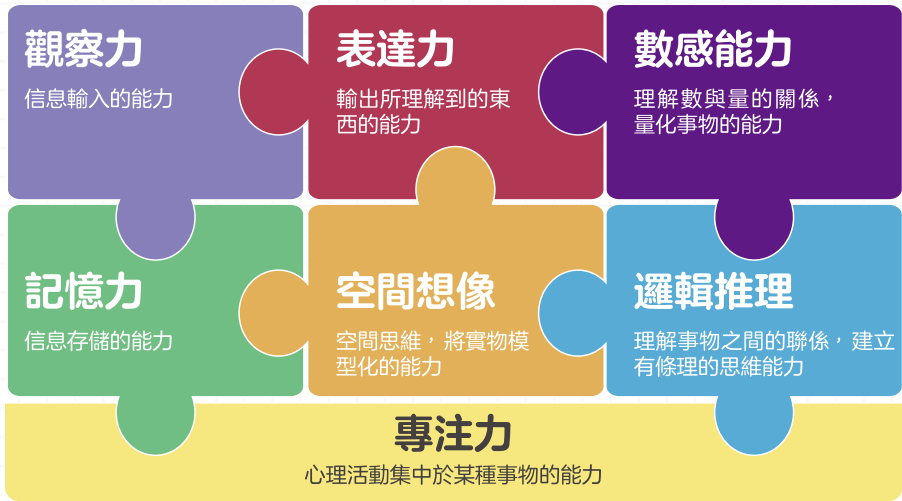 觀察力
信息輸入的能力
表達力
輸出所理解到的東
西的能力
數感能力
理解數與量的關係，
量化事物的能力
記憶力
信息存儲的能力
空間想像
空間思維，將實物模
型化的能力
邏輯推理
理解事物之間的聯係，建立
有條理的思維能力
專注力
心理活動集中於某種事物的能力